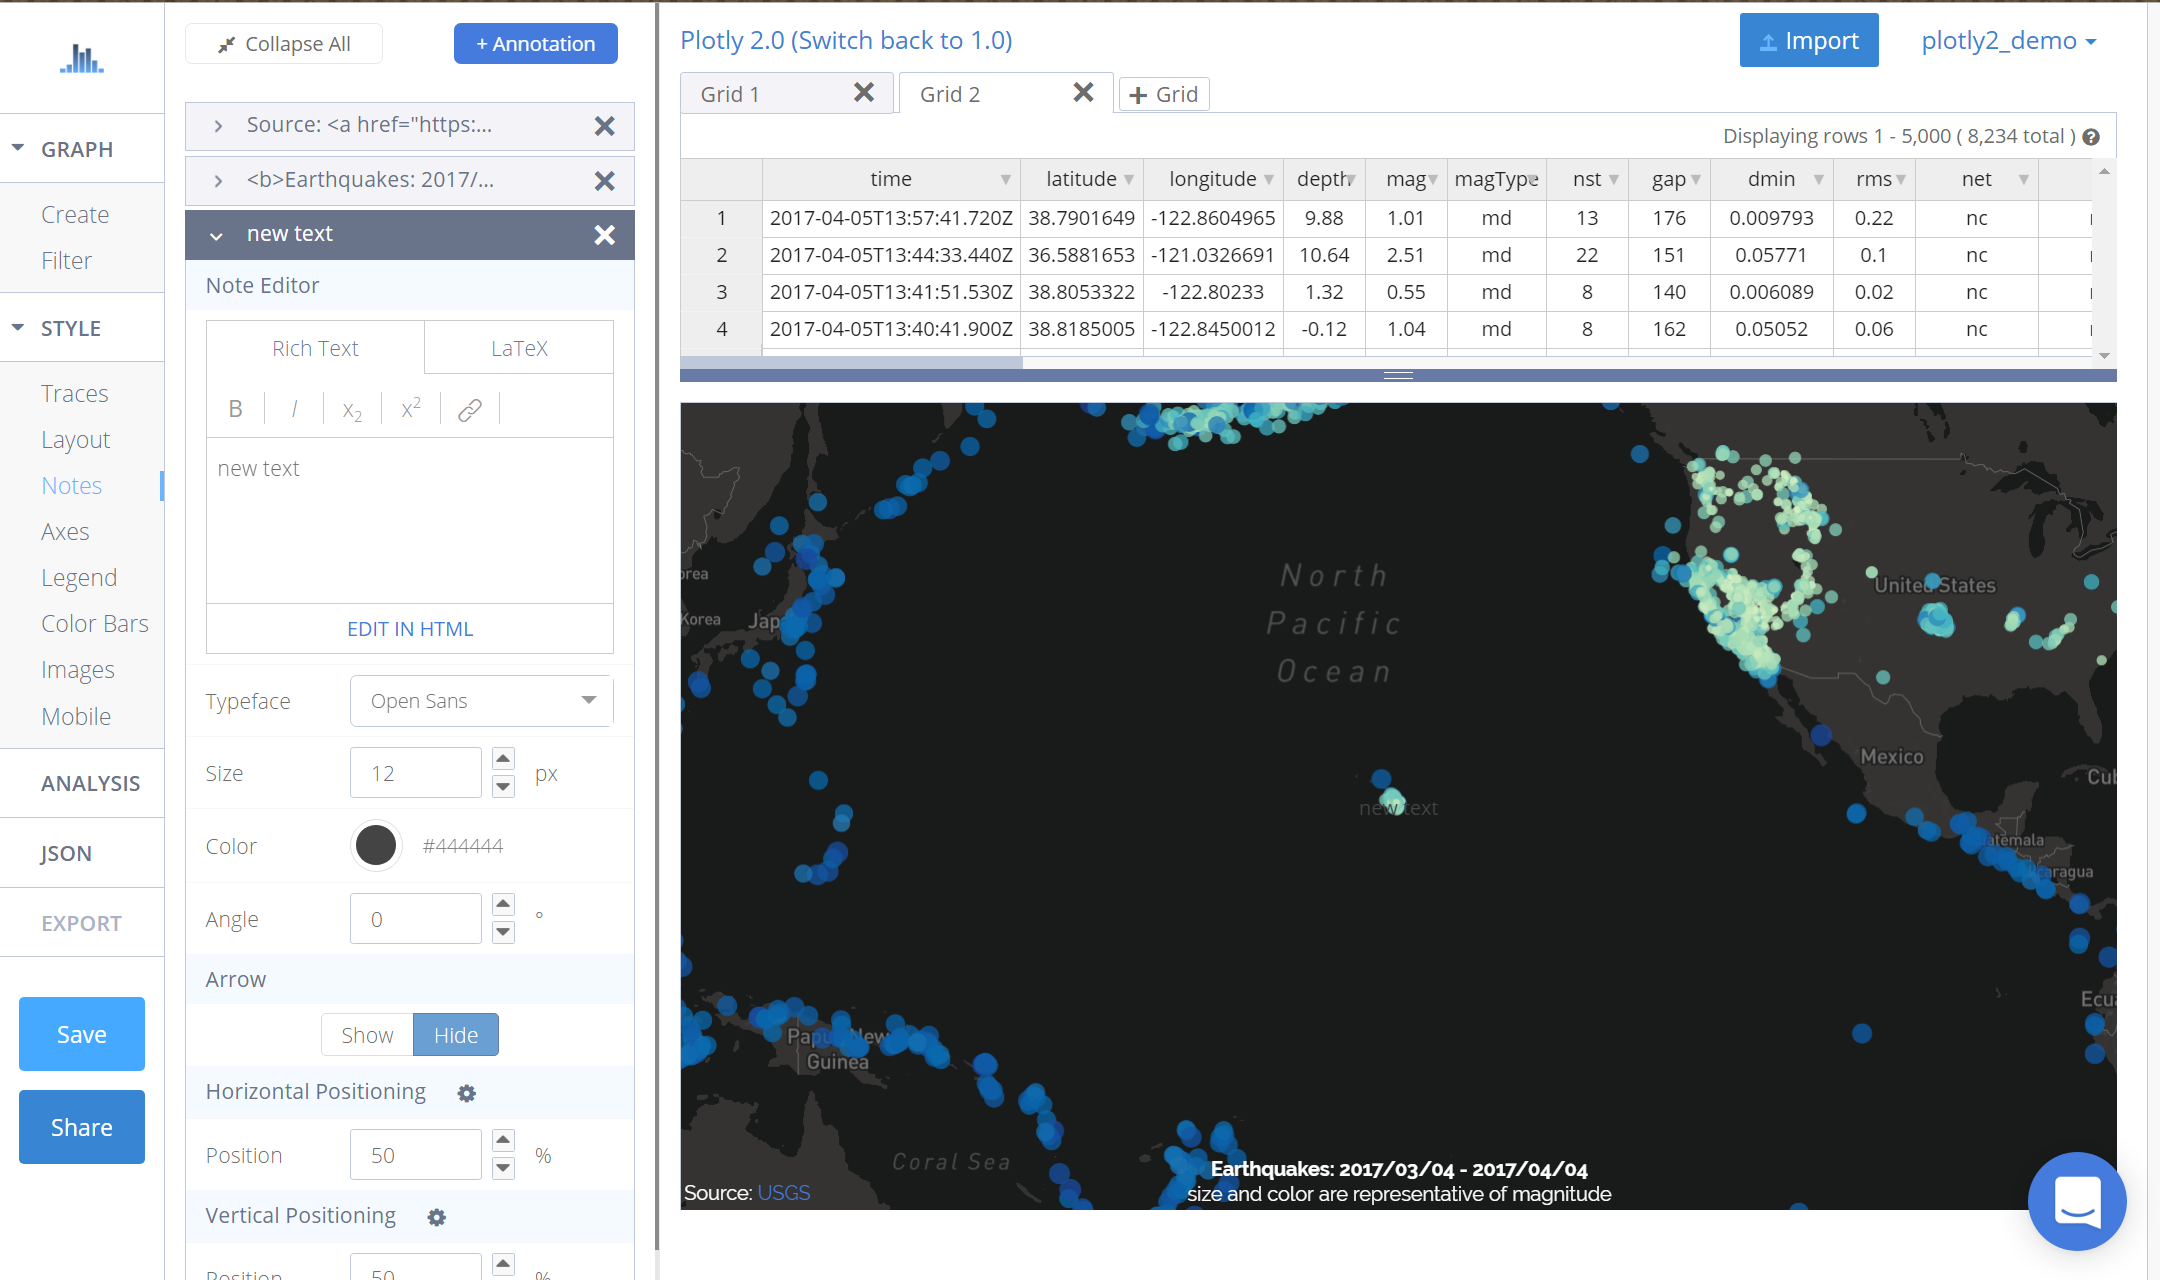 Collapse All
+ Annotation
Plotly 2.0 (Switch back to 1.0)
Import
plotly2_demo
GRAPH
Create
Filter
STYLE
Traces
Layout
Notes
Axes
Legend
Color Bars
Images
Mobile
ANALYSIS
JSON
EXPORT
Save
Share
Source: <a href="https:...
<b>Earthquakes: 2017/...
new text
Note Editor
Rich Text LaTeX
B I x2 x2
new text
EDIT IN HTML
Typeface Open Sans
Size 12 px
Color #444444
Angle 0 °
Arrow
Show Hide
Horizontal Positioning
Position 50 %
Vertical Positioning
Position 50 %
Grid 1
Grid 2
+ Grid
Displaying rows 1 - 5,000 ( 8,234 total )
time latitude longitude depth mag magType nst gap dmin rms net
1 2017-04-05T13:57:41.720Z 38.7901649 -122.8604965 9.88 1.01 md 13 176 0.009793 0.22 nc
2 2017-04-05T13:44:33.440Z 36.5881653 -121.0326691 10.64 2.51 md 22 151 0.05771 0.1 nc
3 2017-04-05T13:41:51.530Z 38.8053322 -122.80233 1.32 0.55 md 8 140 0.006089 0.02 nc
4 2017-04-05T13:40:41.900Z 38.8185005 -122.8450012 -0.12 1.04 md 8 162 0.05052 0.06 nc
North
Pacific
Ocean
United States
Korea
Jap
Mexico
Cu
new text
atemala
caragua
Ecu
Papu New
Guinea
Coral Sea
Earthquakes: 2017/03/04 - 2017/04/04
size and color are representative of magnitude
Source: USGS